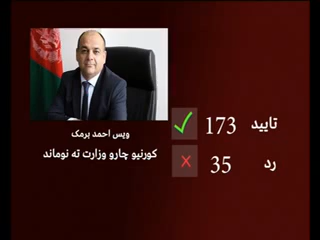 ویس احمد برمک
کورنیو چارو وزارت ته نوماند
تایید 173
رد 35